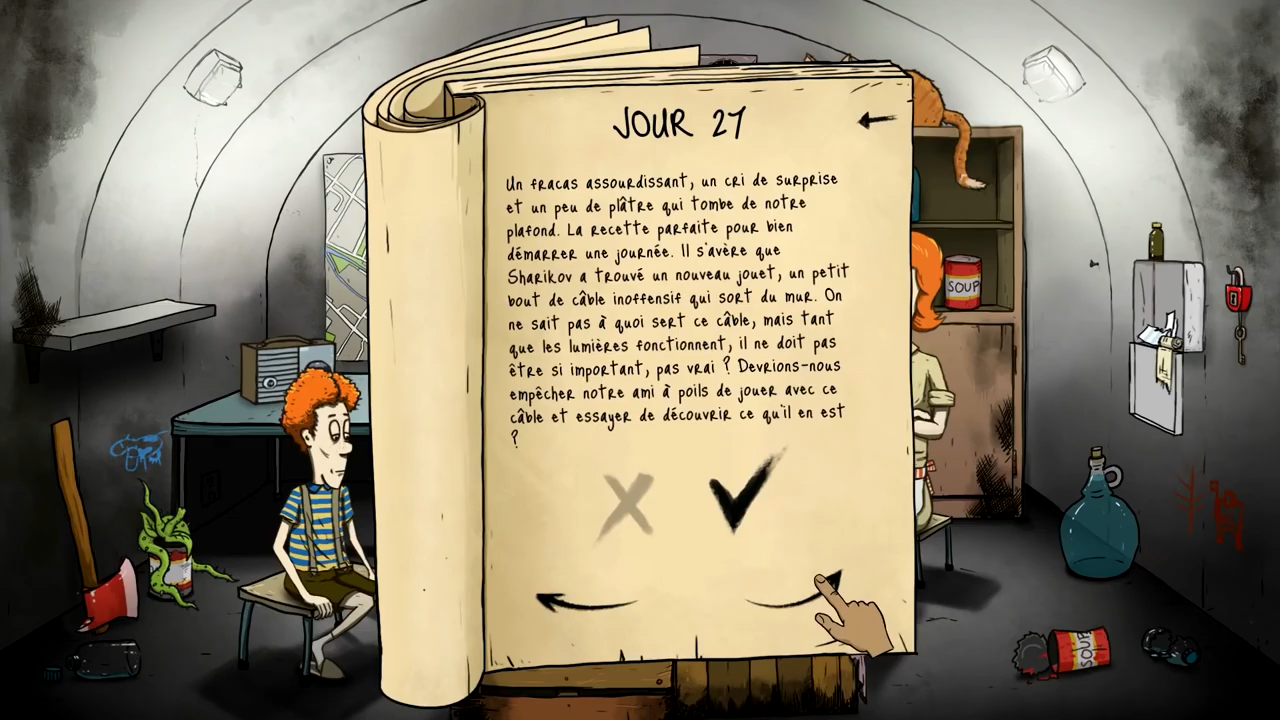 JOUR 27
Un fracas assourdissant, un cri de surprise
et un peu de plâtre qui tombe de notre
plafond. La recette parfaite pour bien
démarrer une journée. Il s'avère que
Sharikov a trouvé un nouveau jouet, un petit
bout de câble inoffensif qui sort du mur. On
ne sait pas à quoi sert ce câble, mais tant
que les lumières fonctionnent, il ne doit pas
être si important, pas vrai ? Devrions-nous
empêcher notre ami à poils de jouer avec ce
câble et essayer de découvrir ce qu'il en est
?
SOUP
SOUP